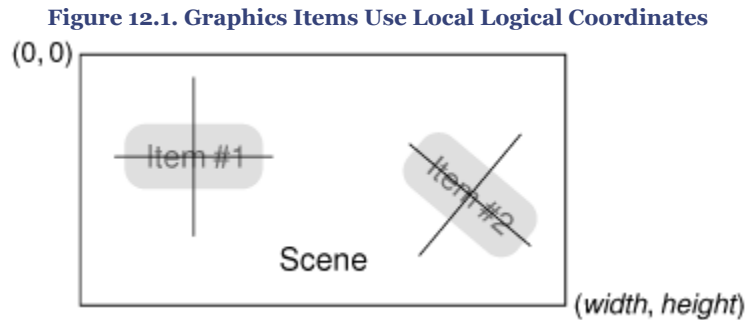 Figure 12.1. Graphics Items Use Local Logical Coordinates
(0, 0)
Item #1
Item #2
Scene
(width, height)